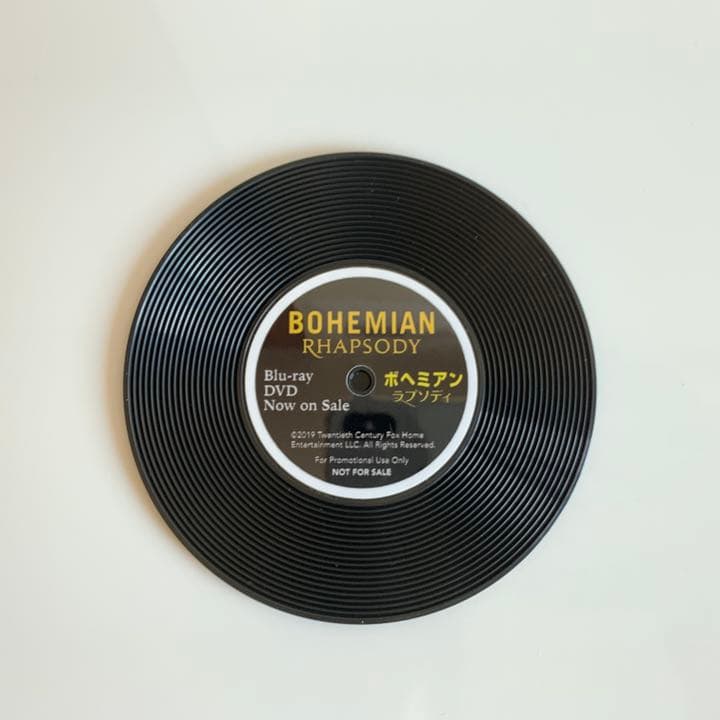 BOHEMIAN
RHAPSODY
Blu-ray
DVD
Now on Sale
ボヘミアン
ラプソディ
©2019 Twentieth Century Fox Home
Entertainment LLC. All Rights Reserved.
For Promotional Use Only
NOT FOR SALE